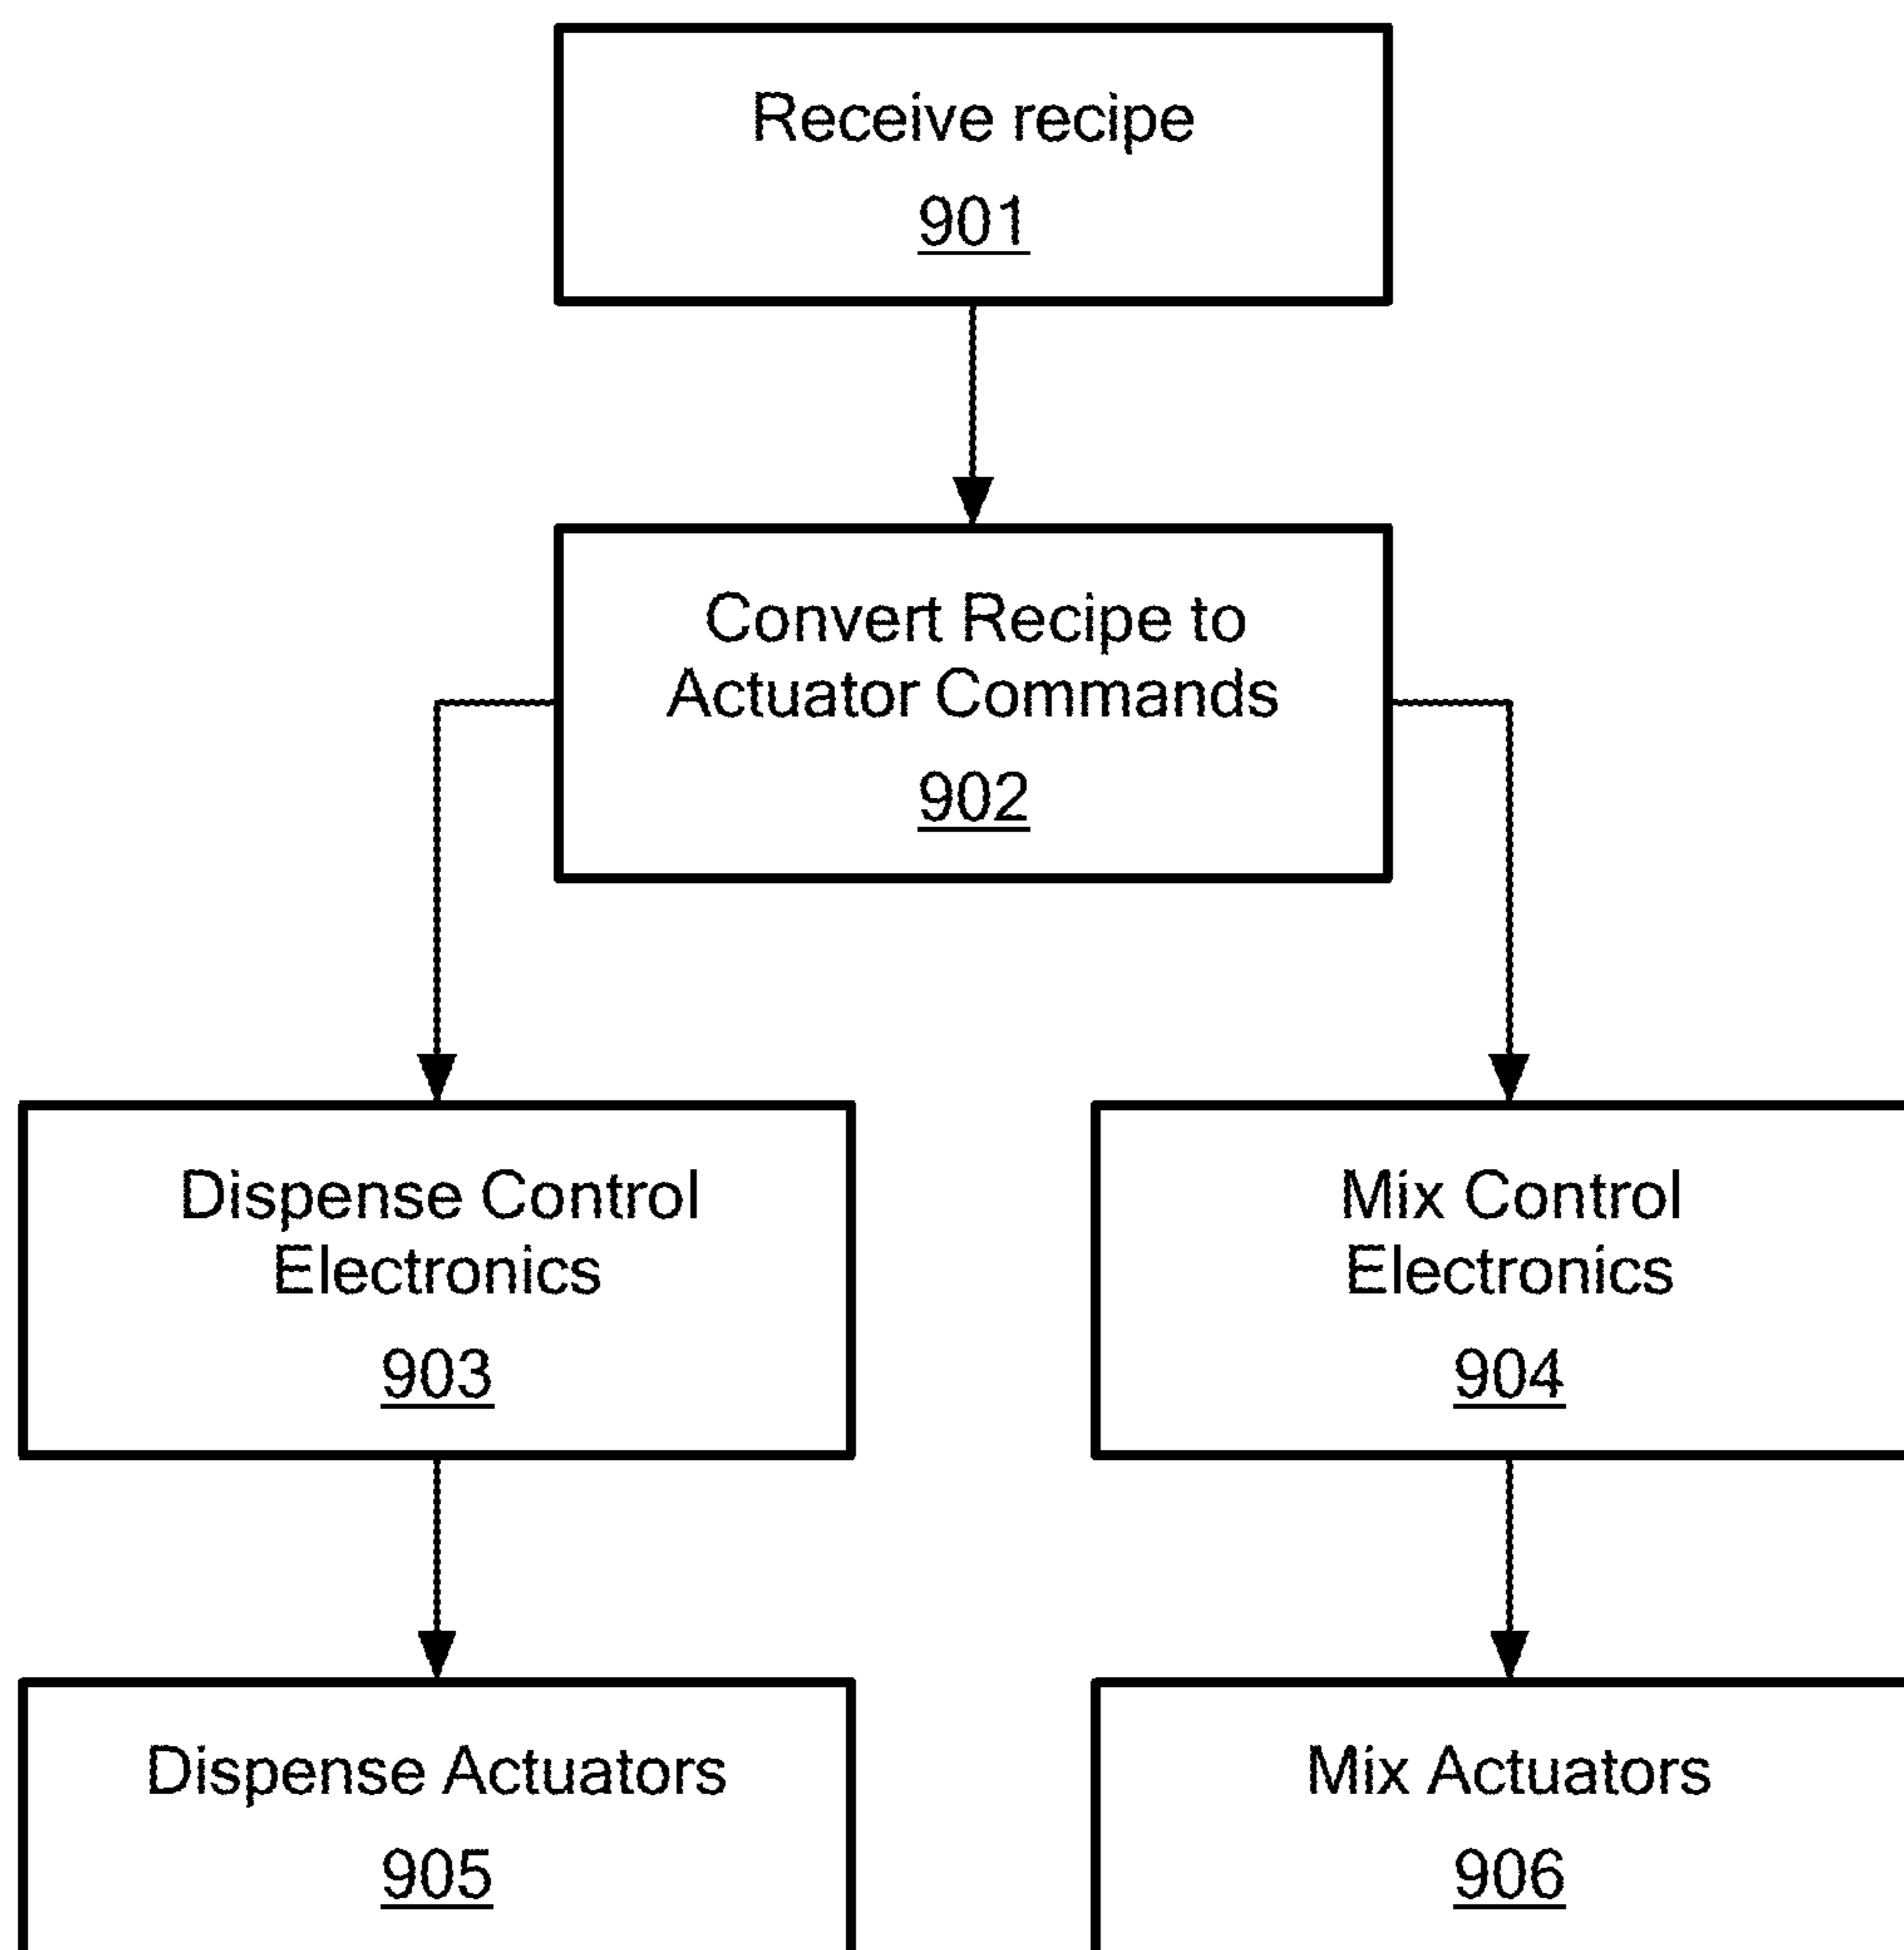 Receive recipe
901
Convert Recipe to
Actuator Commands
902
Dispense Control
Electronics
903
Mix Control
Electronics
904
Dispense Actuators
905
Mix Actuators
906